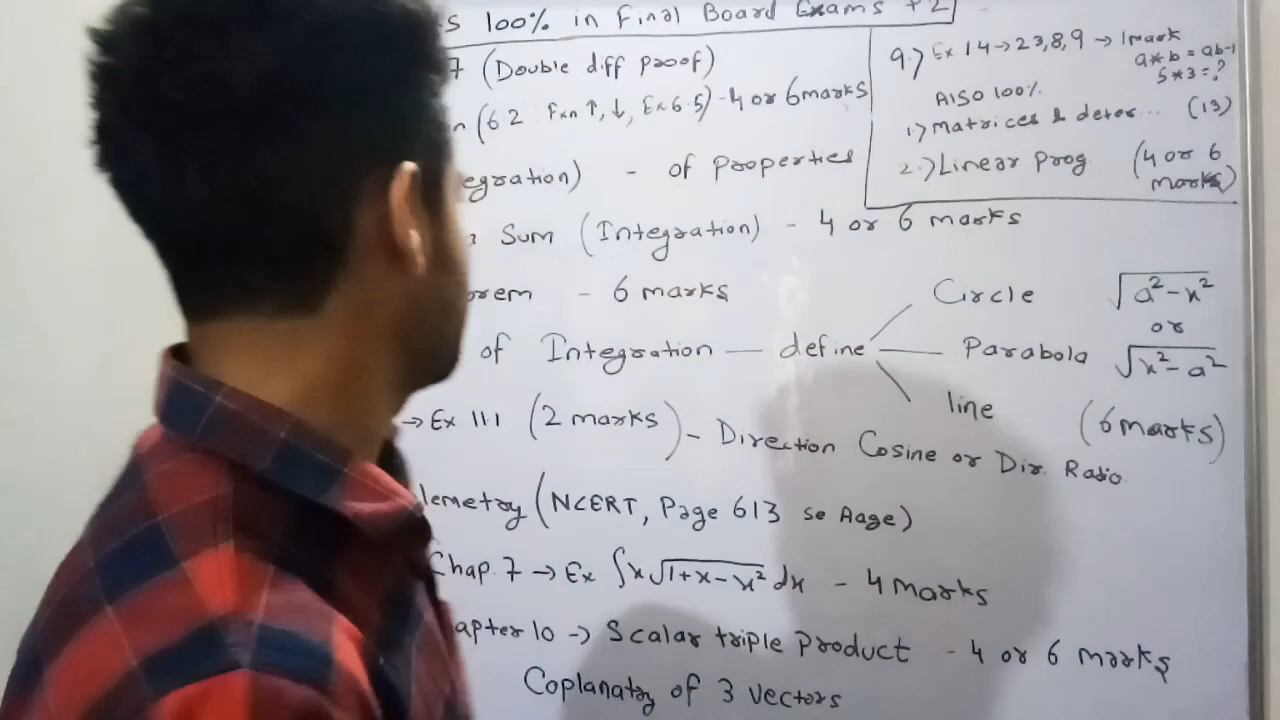 s 100% in Final Board Exams +2
7 (Double diff proof)
n (6.2 Fxn ↑, ↓, Ex 6.5) - 4 or 6 marks
egration) - of Properties
Sum (Integration) - 4 or 6 marks
orem - 6 marks
of Integration — define
Circle
Parabola
line
√a²-x²
or
√x²-a²
(6 marks)
→ Ex 11.1 (2 marks) - Direction Cosine or Dir. Ratio
lemetry (NCERT, Page 613 se Aage)
Chap. 7 → Ex ∫x√1+x-x² dx - 4 Marks
apter 10 → Scalar triple Product - 4 or 6 marks
Coplanatry of 3 vectors
9.) Ex 1.4 → 2 3,8,9 → 1 mark
a*b = ab-1
5*3=?
Also 100%
1.) Matrices & deter... (13)
2.) Linear Prog (4 or 6 marks)